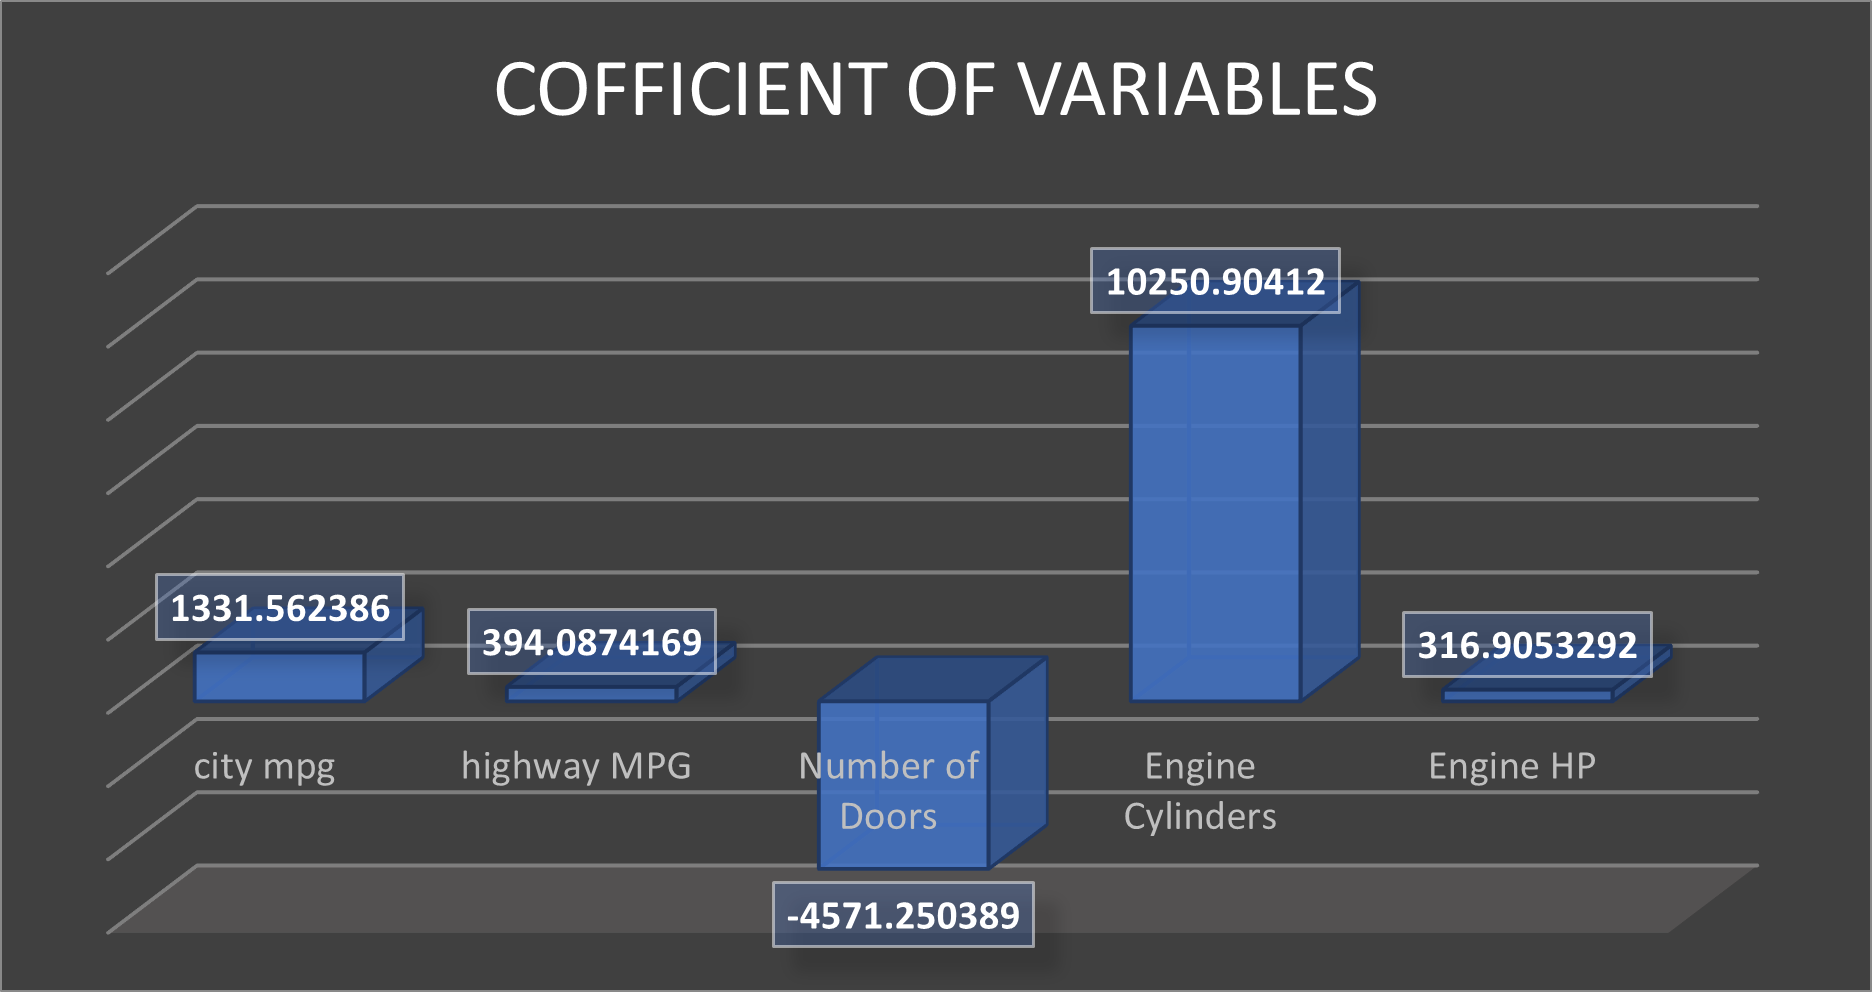 COFFICIENT OF VARIABLES
10250.90412
1331.562386
394.0874169
316.9053292
city mpg
highway MPG
Number of
Doors
Engine
Cylinders
Engine HP
-4571.250389